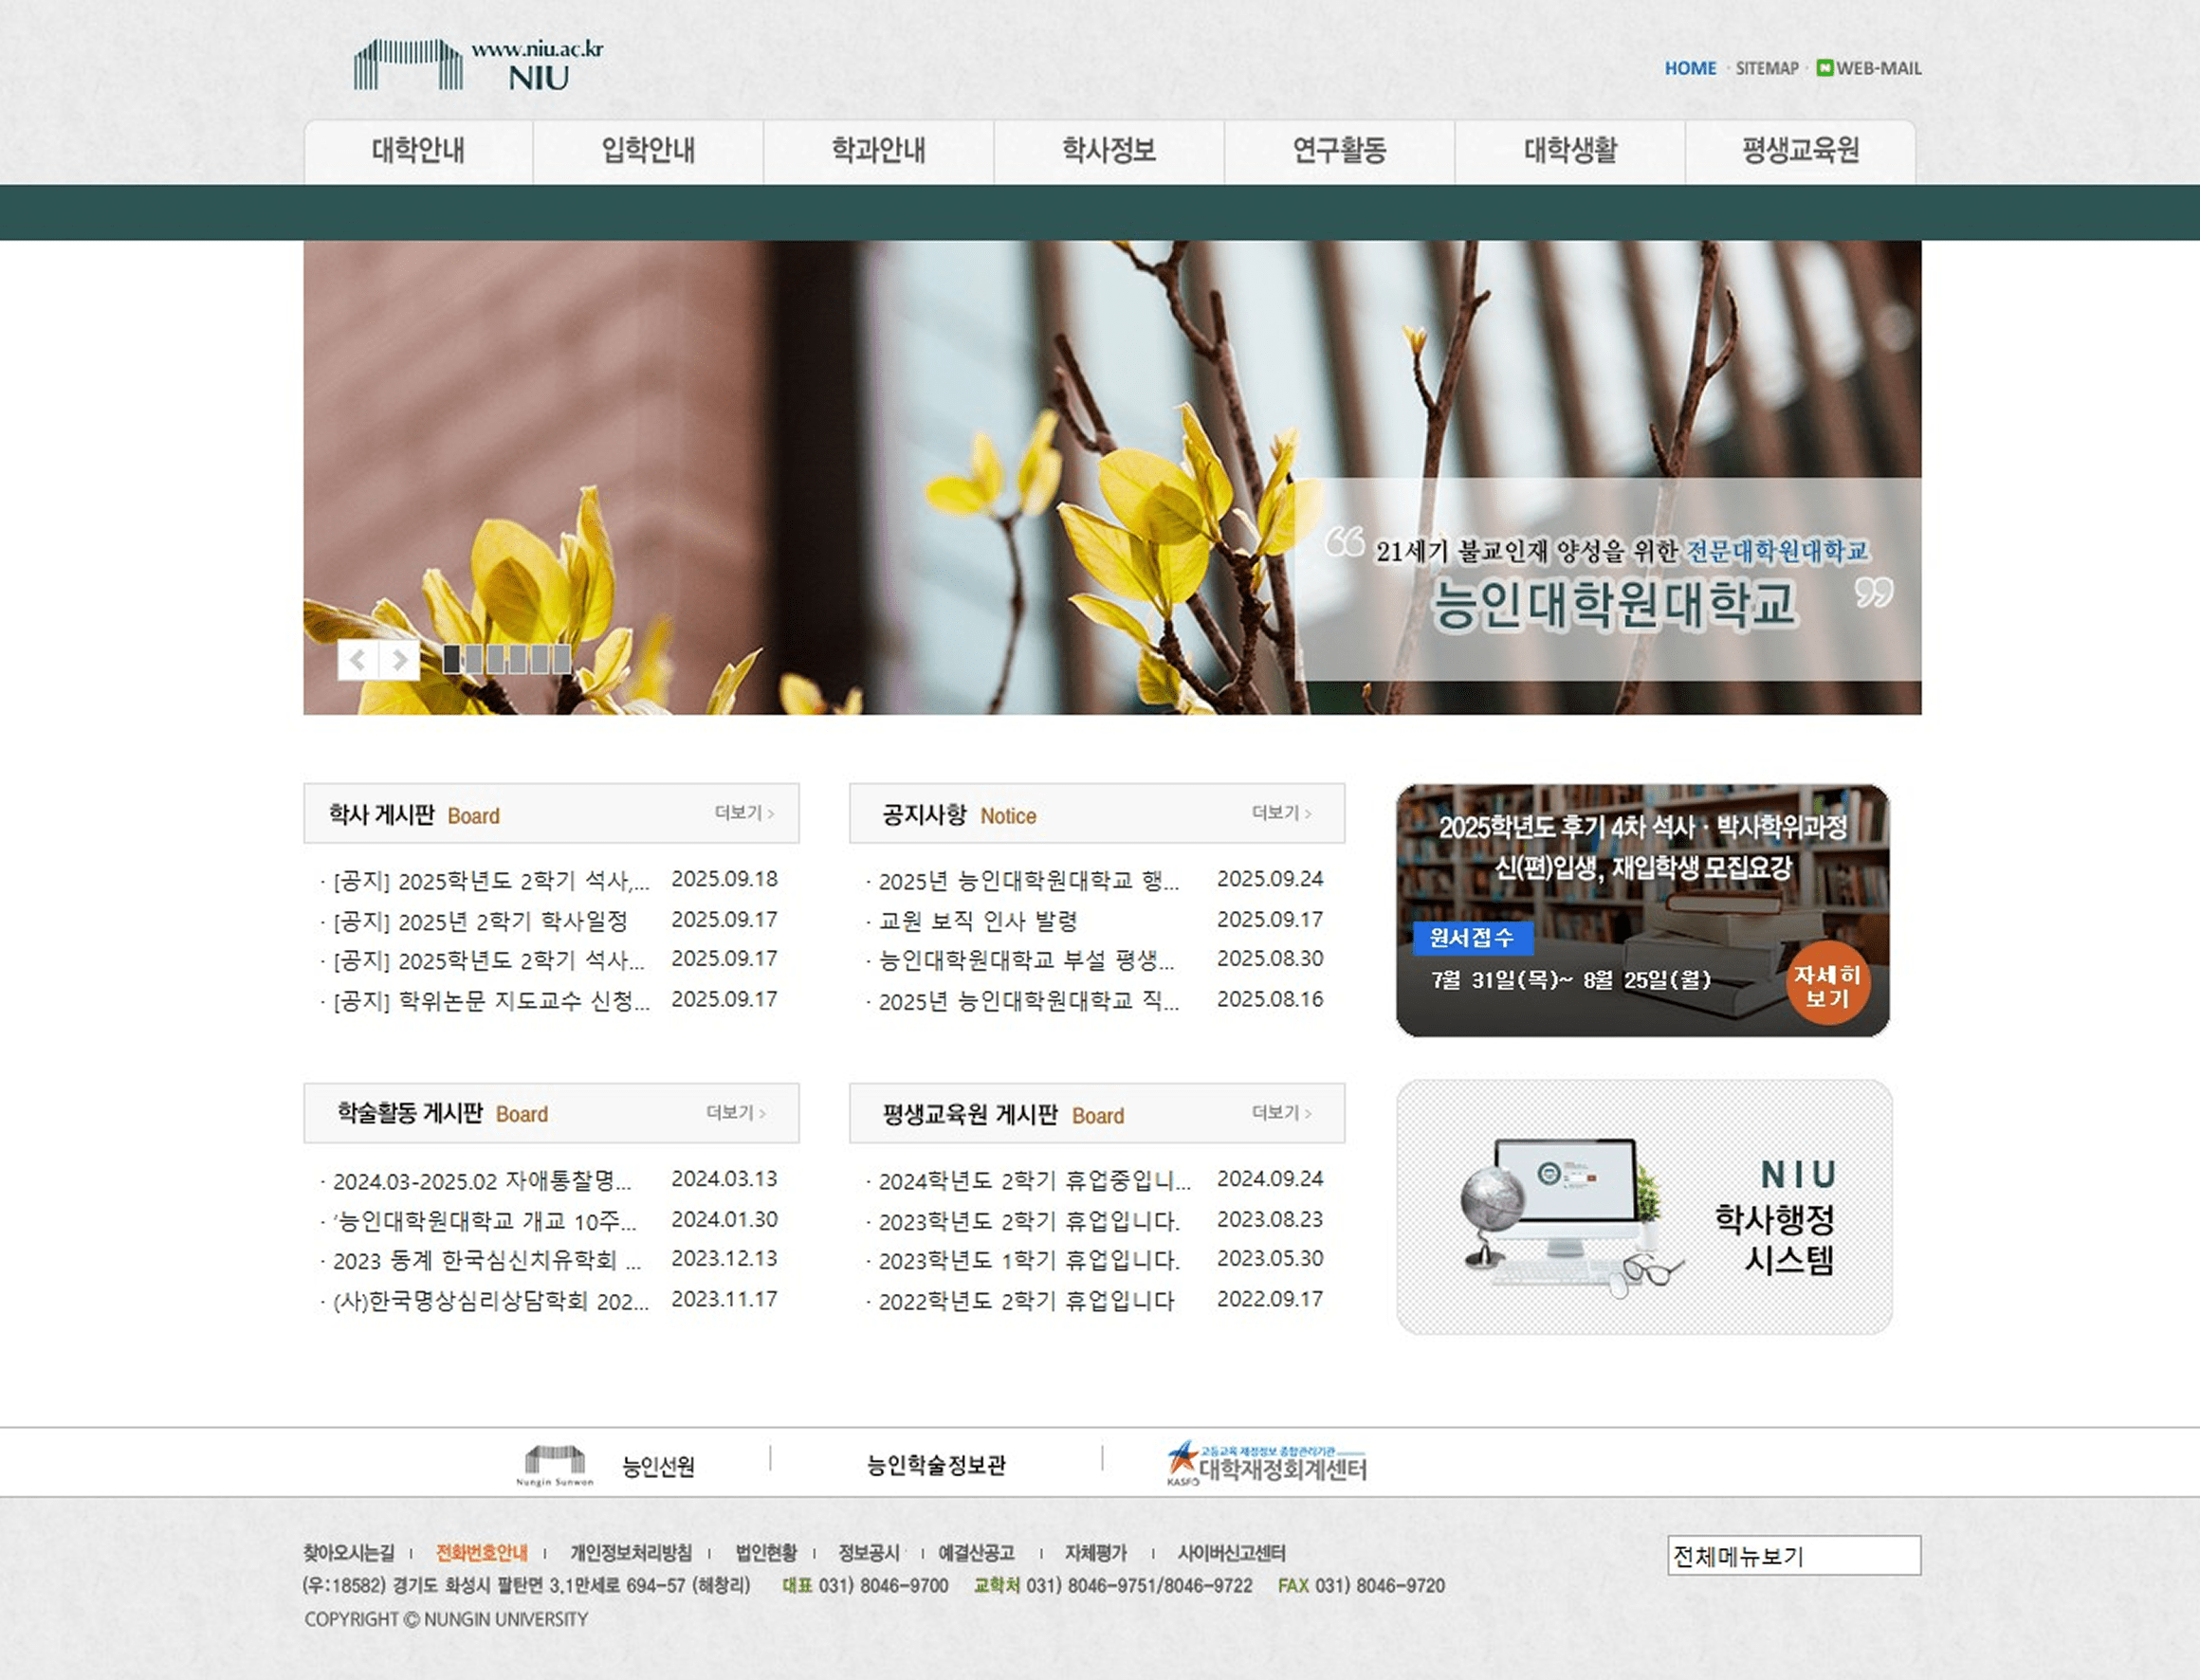 www.niu.ac.kr
NIU
HOME · SITEMAP · N WEB-MAIL
대학안내 입학안내 학과안내 학사정보 연구활동 대학생활 평생교육원
“ 21세기 불교인재 양성을 위한 전문대학원대학교
능인대학원대학교 ”
학사 게시판 Board 더보기 >
· [공지] 2025학년도 2학기 석사,... 2025.09.18
· [공지] 2025년 2학기 학사일정 2025.09.17
· [공지] 2025학년도 2학기 석사... 2025.09.17
· [공지] 학위논문 지도교수 신청... 2025.09.17
공지사항 Notice 더보기 >
· 2025년 능인대학원대학교 행... 2025.09.24
· 교원 보직 인사 발령 2025.09.17
· 능인대학원대학교 부설 평생... 2025.08.30
· 2025년 능인대학원대학교 직... 2025.08.16
2025학년도 후기 4차 석사 · 박사학위과정
신(편)입생, 재입학생 모집요강
원서접수
7월 31일(목)~ 8월 25일(월)
자세히
보기
학술활동 게시판 Board 더보기 >
· 2024.03-2025.02 자애통찰명... 2024.03.13
· '능인대학원대학교 개교 10주... 2024.01.30
· 2023 동계 한국심신치유학회 ... 2023.12.13
· (사)한국명상심리상담학회 202... 2023.11.17
평생교육원 게시판 Board 더보기 >
· 2024학년도 2학기 휴업중입니... 2024.09.24
· 2023학년도 2학기 휴업입니다. 2023.08.23
· 2023학년도 1학기 휴업입니다. 2023.05.30
· 2022학년도 2학기 휴업입니다 2022.09.17
NIU
학사행정
시스템
Nungin Sunwon 능인선원
능인학술정보관
고등교육 재정정보 종합관리기관
KASFO 대학재정회계센터
찾아오시는길 | 전화번호안내 | 개인정보처리방침 | 법인현황 | 정보공시 | 예결산공고 | 자체평가 | 사이버신고센터
전체메뉴보기
(우:18582) 경기도 화성시 팔탄면 3.1만세로 694-57 (해창리) 대표 031) 8046-9700 교학처 031) 8046-9751/8046-9722 FAX 031) 8046-9720
COPYRIGHT © NUNGIN UNIVERSITY